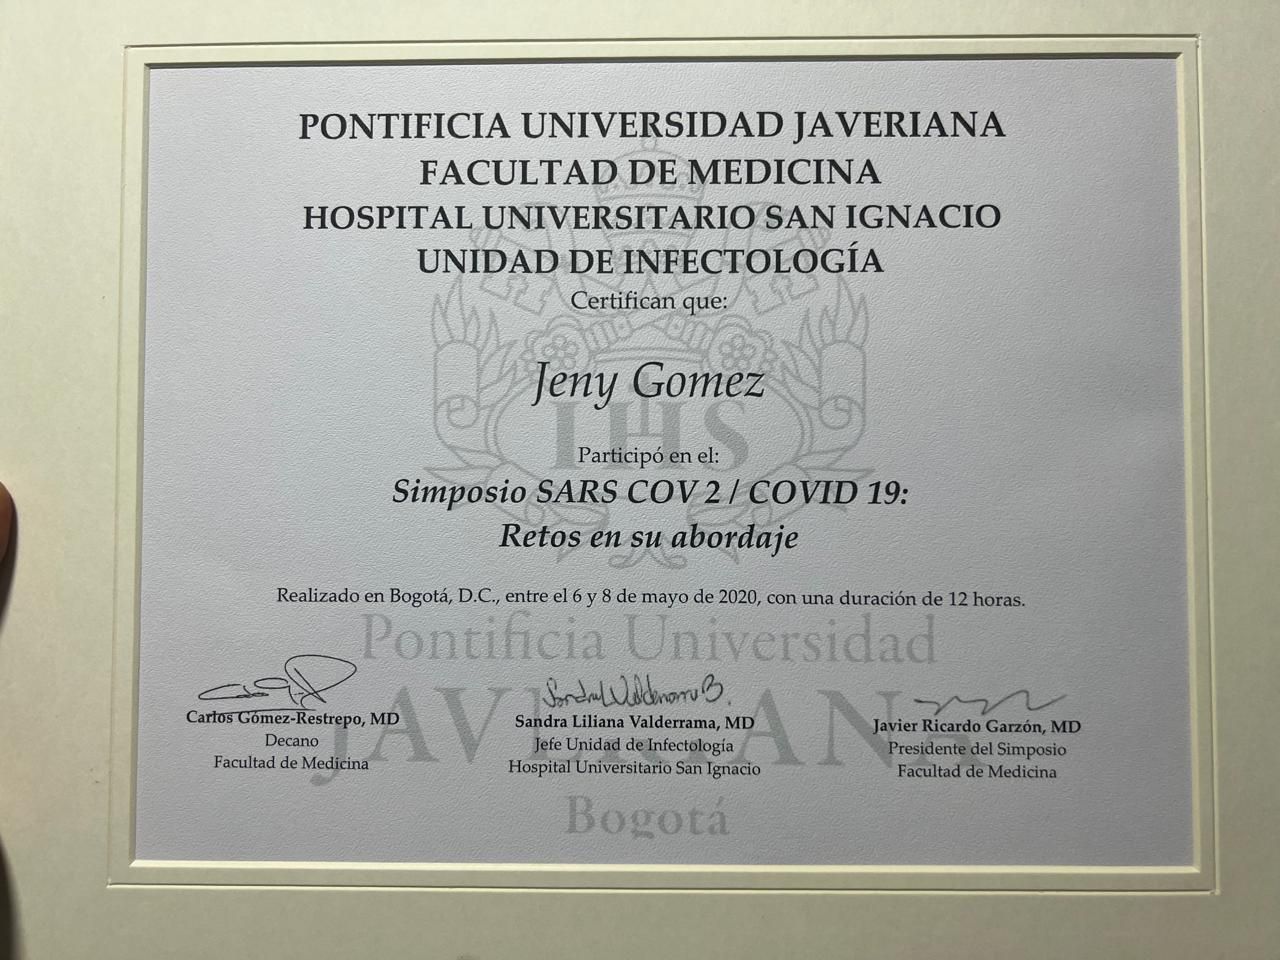 PONTIFICIA UNIVERSIDAD JAVERIANA
FACULTAD DE MEDICINA
HOSPITAL UNIVERSITARIO SAN IGNACIO
UNIDAD DE INFECTOLOGÍA
Certifican que:
Jeny Gomez
IHS
Participó en el:
Simposio SARS COV 2 / COVID 19:
Retos en su abordaje
Realizado en Bogotá, D.C., entre el 6 y 8 de mayo de 2020, con una duración de 12 horas.
Pontificia Universidad
JAVERIANA
Bogotá
Sandra Valderrama B.
Carlos Gómez-Restrepo, MD
Decano
Facultad de Medicina
Sandra Liliana Valderrama, MD
Jefe Unidad de Infectología
Hospital Universitario San Ignacio
Javier Ricardo Garzón, MD
Presidente del Simposio
Facultad de Medicina